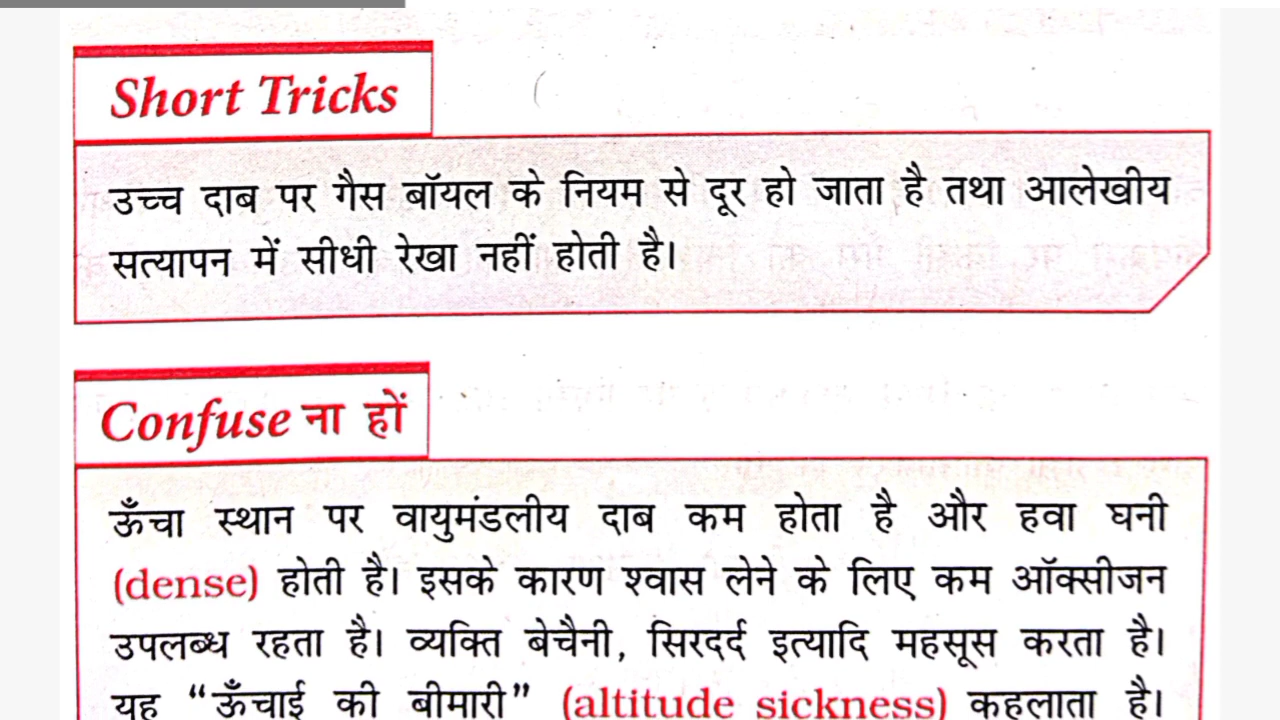 Short Tricks
उच्च दाब पर गैस बॉयल के नियम से दूर हो जाता है तथा आलेखीय
सत्यापन में सीधी रेखा नहीं होती है।
Confuse ना हों
ऊँचा स्थान पर वायुमंडलीय दाब कम होता है और हवा घनी
(dense) होती है। इसके कारण श्वास लेने के लिए कम ऑक्सीजन
उपलब्ध रहता है। व्यक्ति बेचैनी, सिरदर्द इत्यादि महसूस करता है।
यह “ऊँचाई की बीमारी” (altitude sickness) कहलाता है।